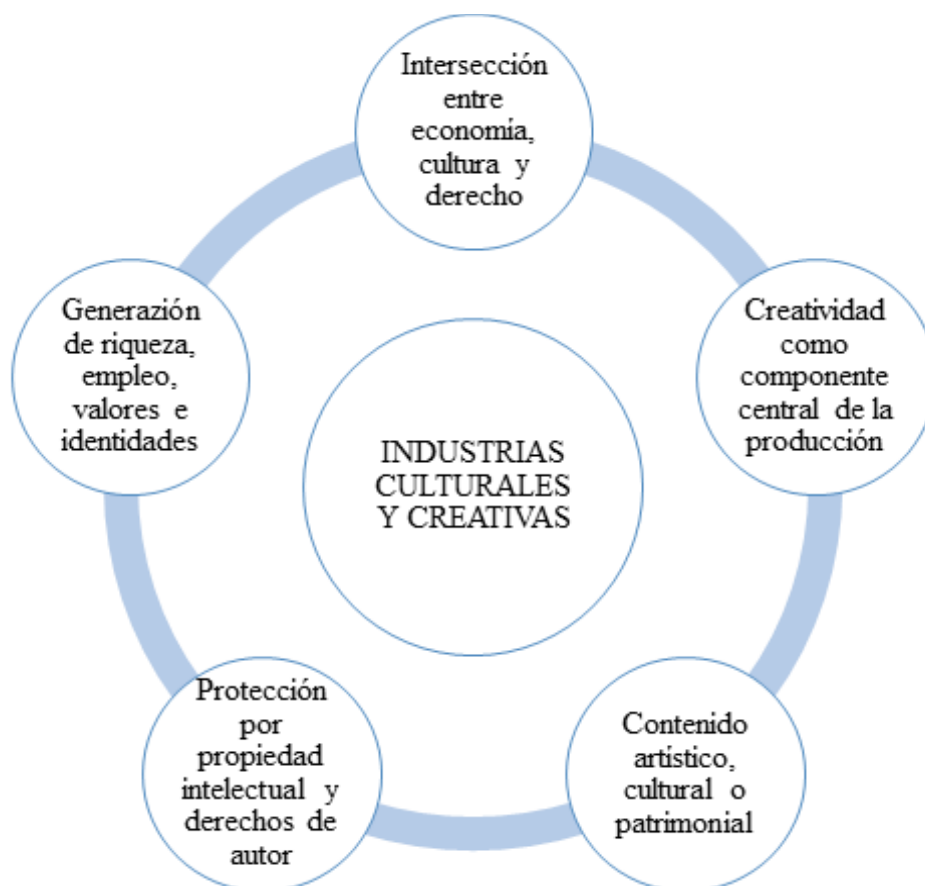 Intersección
entre
economía,
cultura y
derecho
Creatividad
como
componente
central de la
producción
Contenido
artístico,
cultural o
patrimonial
Protección
por
propiedad
intelectual y
derechos de
autor
Generazión
de riqueza,
empleo,
valores e
identidades
INDUSTRIAS
CULTURALES
Y CREATIVAS